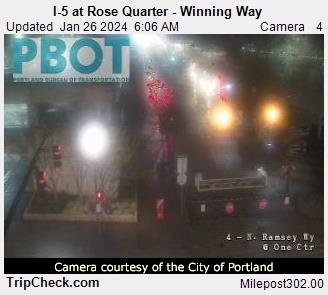 I-5 at Rose Quarter - Winning Way
Updated Jan 26 2024 6:06 AM Camera 4
PBOT
PORTLAND BUREAU OF TRANSPORTATION
4 - N. Ramsey Wy
@ One Ctr
Camera courtesy of the City of Portland
TripCheck.com Milepost302.00